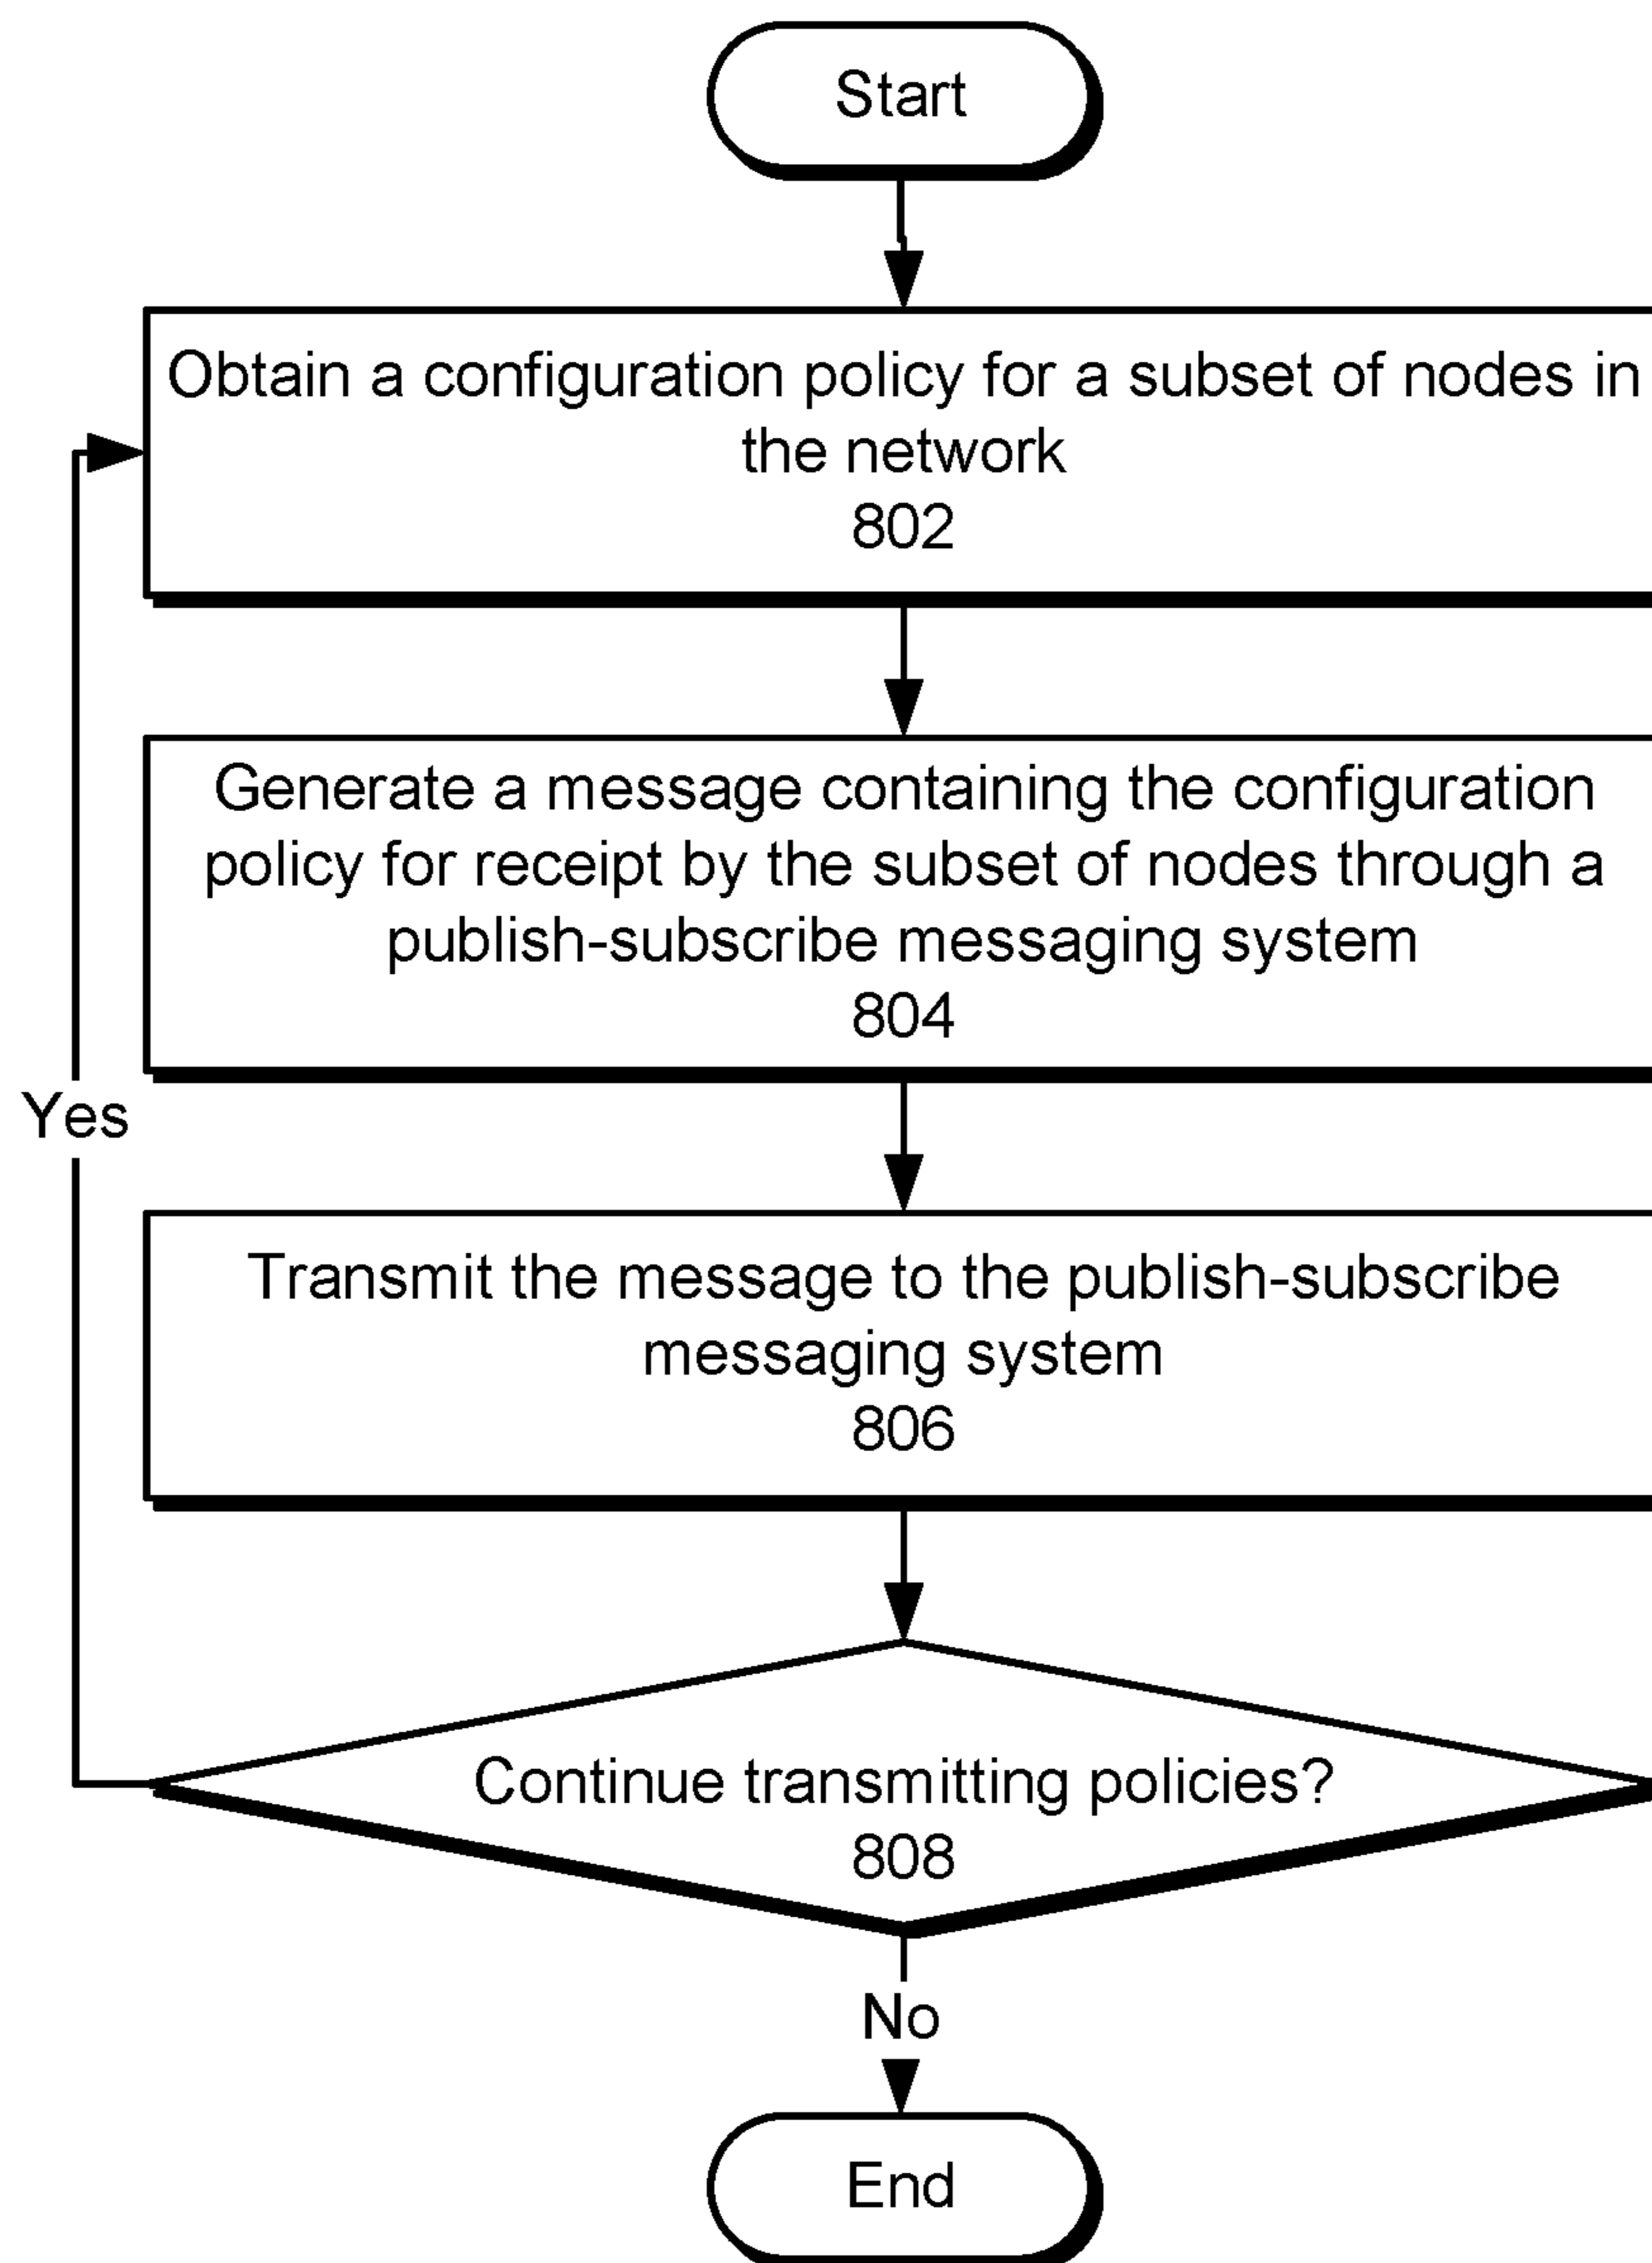 Start
Obtain a configuration policy for a subset of nodes in
the network
802
Generate a message containing the configuration
policy for receipt by the subset of nodes through a
publish-subscribe messaging system
804
Yes
Transmit the message to the publish-subscribe
messaging system
806
Continue transmitting policies?
808
No
End